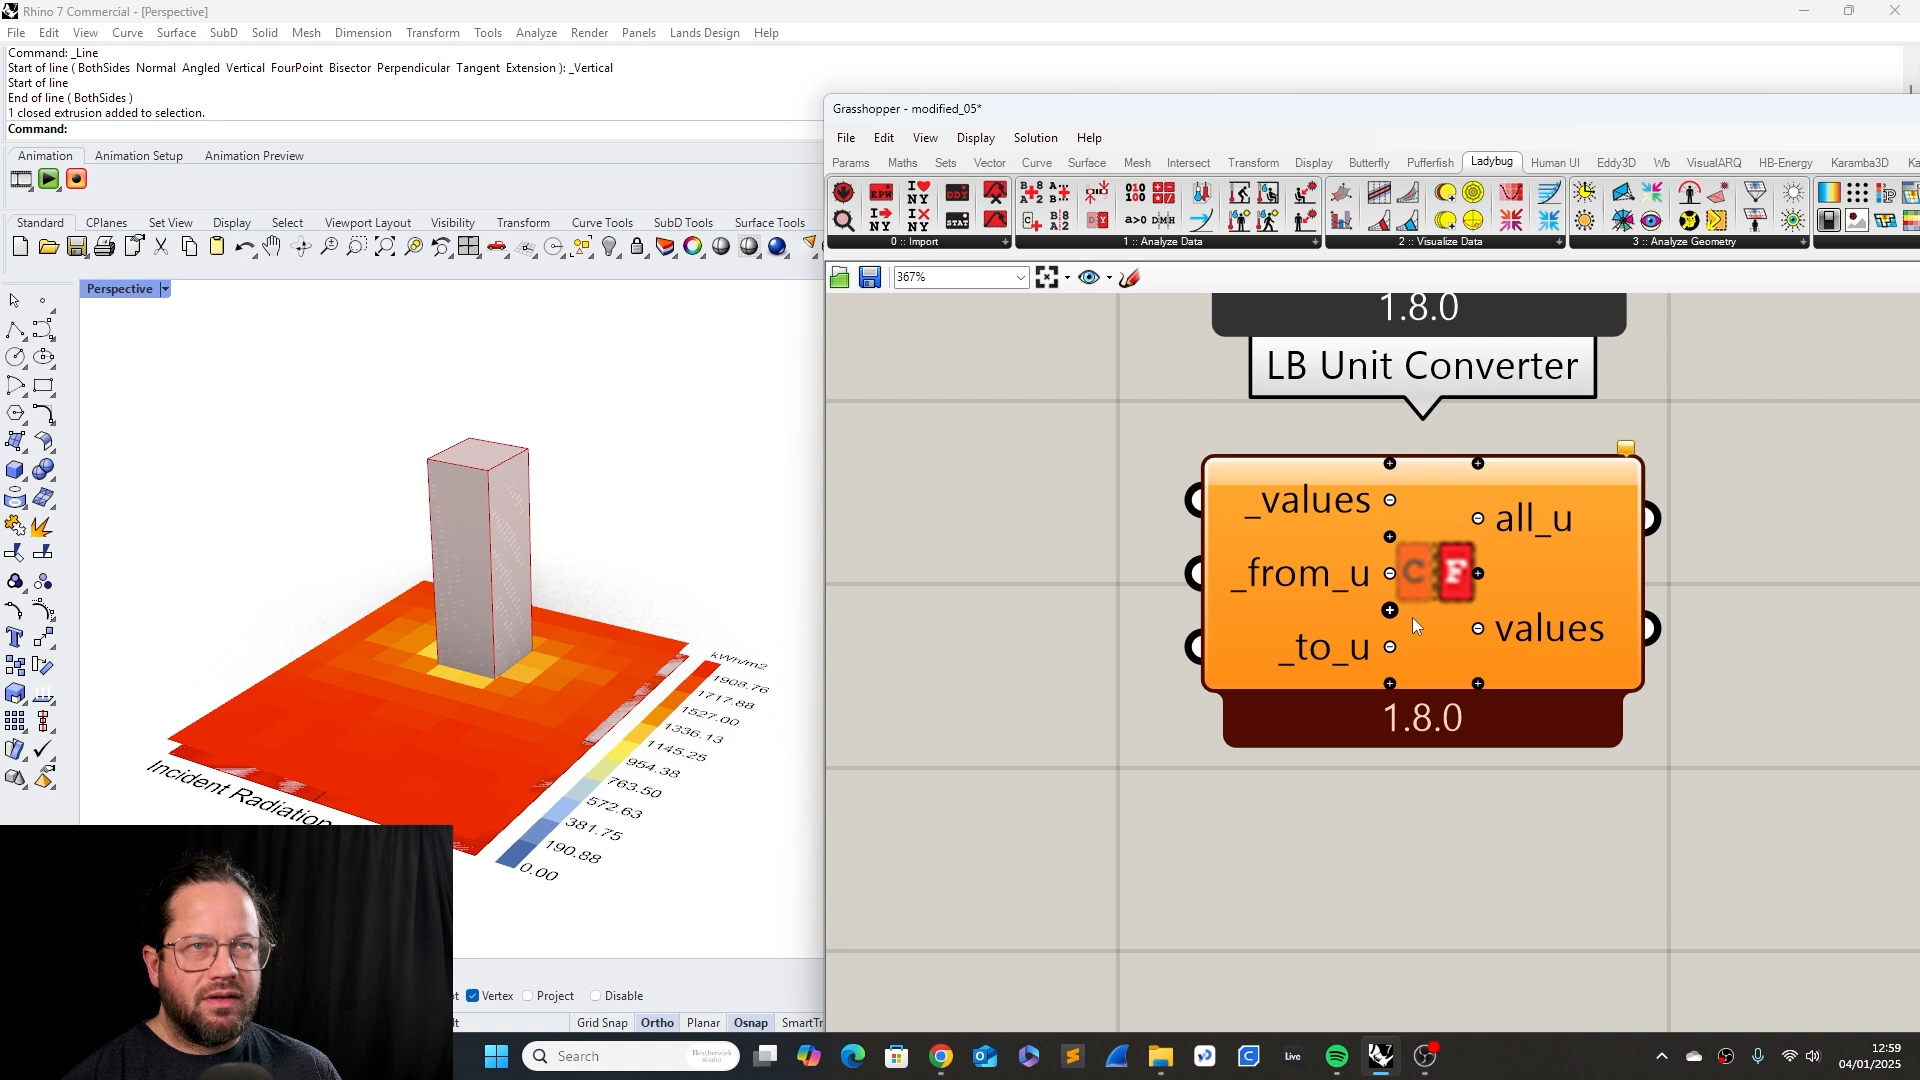 Rhino 7 Commercial - [Perspective]
File Edit View Curve Surface SubD Solid Mesh Dimension Transform Tools Analyze Render Panels Lands Design Help
Command: _Line
Start of line ( BothSides Normal Angled Vertical FourPoint Bisector Perpendicular Tangent Extension ): _Vertical
Start of line
End of line ( BothSides )
1 closed extrusion added to selection.
Command:
Animation Animation Setup Animation Preview
Standard CPlanes Set View Display Select Viewport Layout Visibility Transform Curve Tools SubD Tools Surface Tools
Perspective
kWh/m2
1908.76
1717.88
1527.00
1336.13
1145.25
954.38
763.50
572.63
381.75
190.88
0.00
Incident Radiation
Vertex Project Disable
Grid Snap Ortho Planar Osnap SmartTr
Grasshopper - modified_05*
File Edit View Display Solution Help
Params Maths Sets Vector Curve Surface Mesh Intersect Transform Display Butterfly Pufferfish Ladybug Human UI Eddy3D Wb VisualARQ HB-Energy Karamba3D Ka
0 :: Import 1 :: Analyze Data 2 :: Visualize Data 3 :: Analyze Geometry
367%
1.8.0
LB Unit Converter
_values
_from_u
_to_u
C F
all_u
values
1.8.0
Search
Heatherwick studio
Live
12:59
04/01/2025